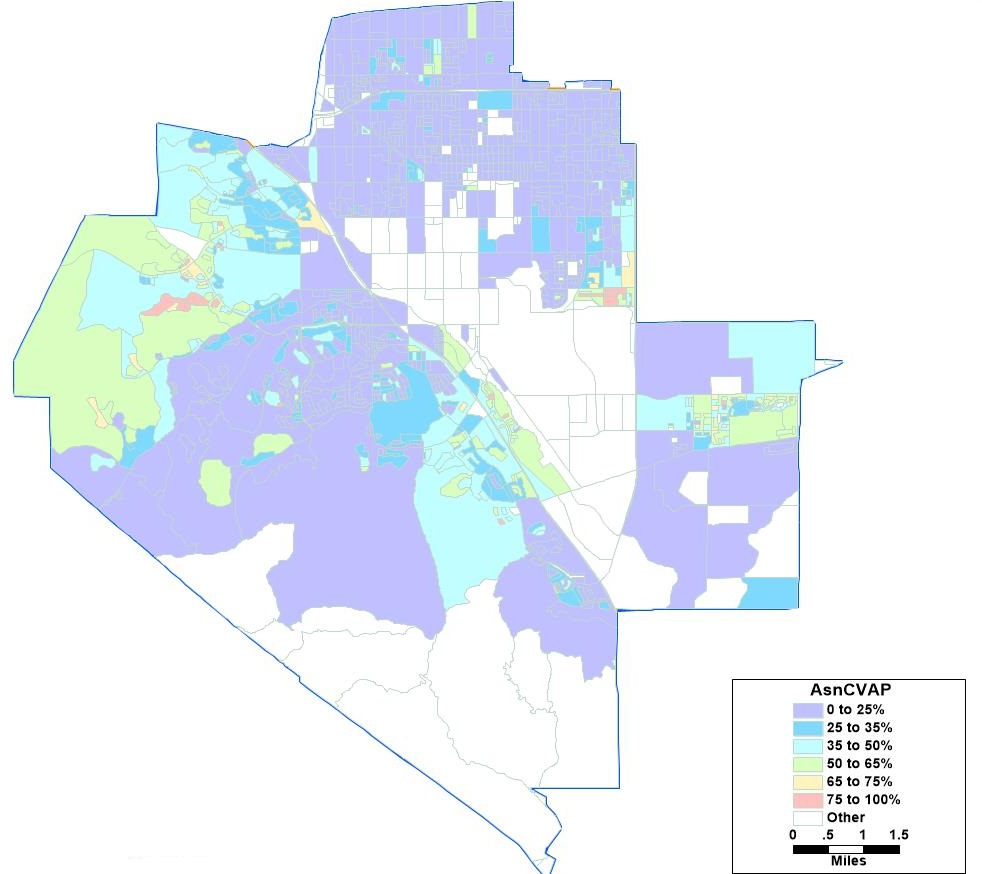 AsnCVAP
0 to 25%
25 to 35%
35 to 50%
50 to 65%
65 to 75%
75 to 100%
Other
0 .5 1 1.5
Miles